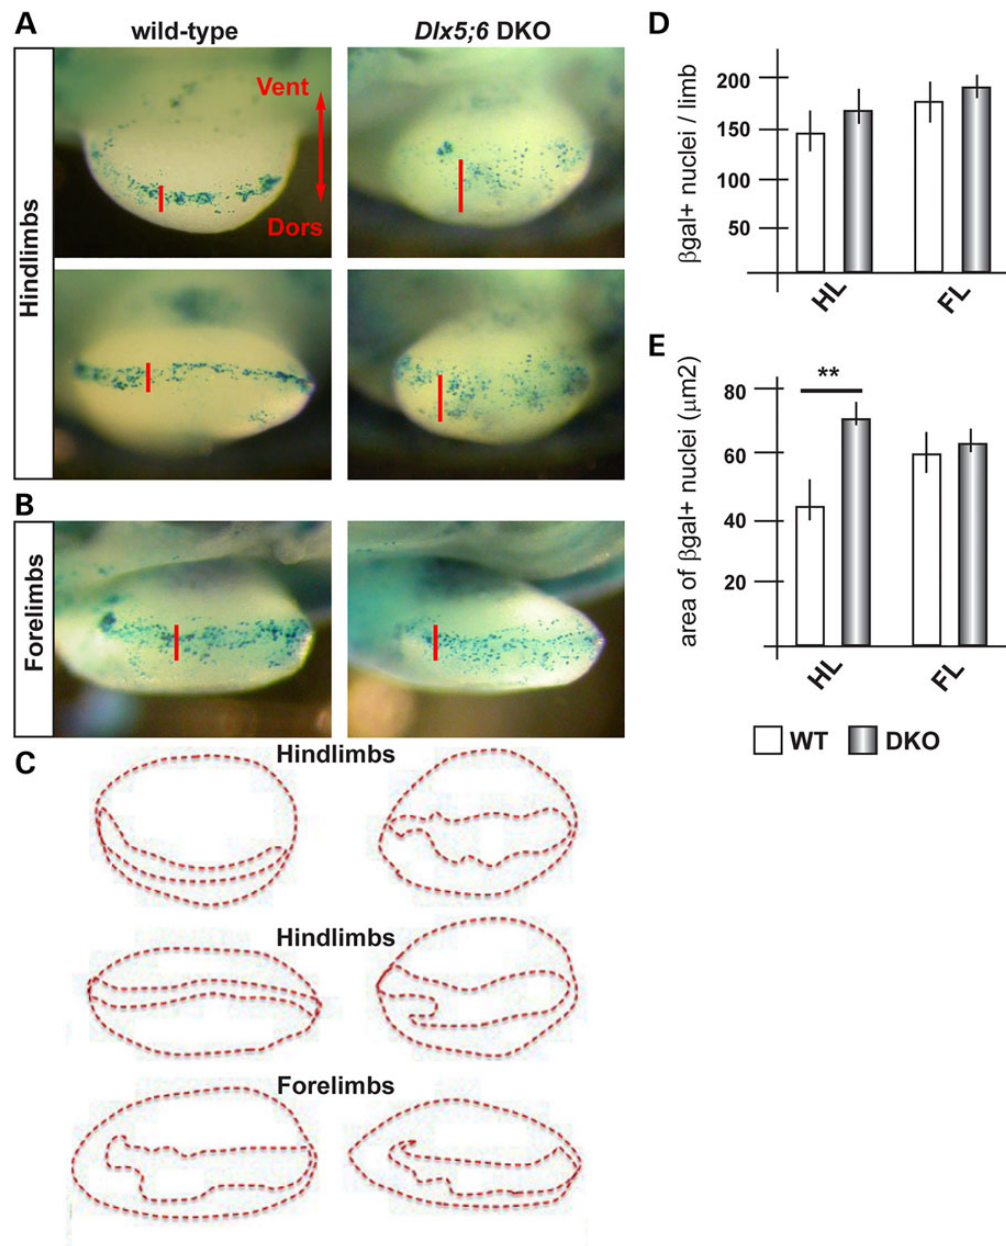 A
wild-type
Dlx5;6 DKO
Vent
Dors
Hindlimbs
B
Forelimbs
C
Hindlimbs
Hindlimbs
Forelimbs
D
βgal+ nuclei / limb
200
150
100
50
HL
FL
E
area of βgal+ nuclei (μm2)
80
60
40
20
**
HL
FL
WT
DKO